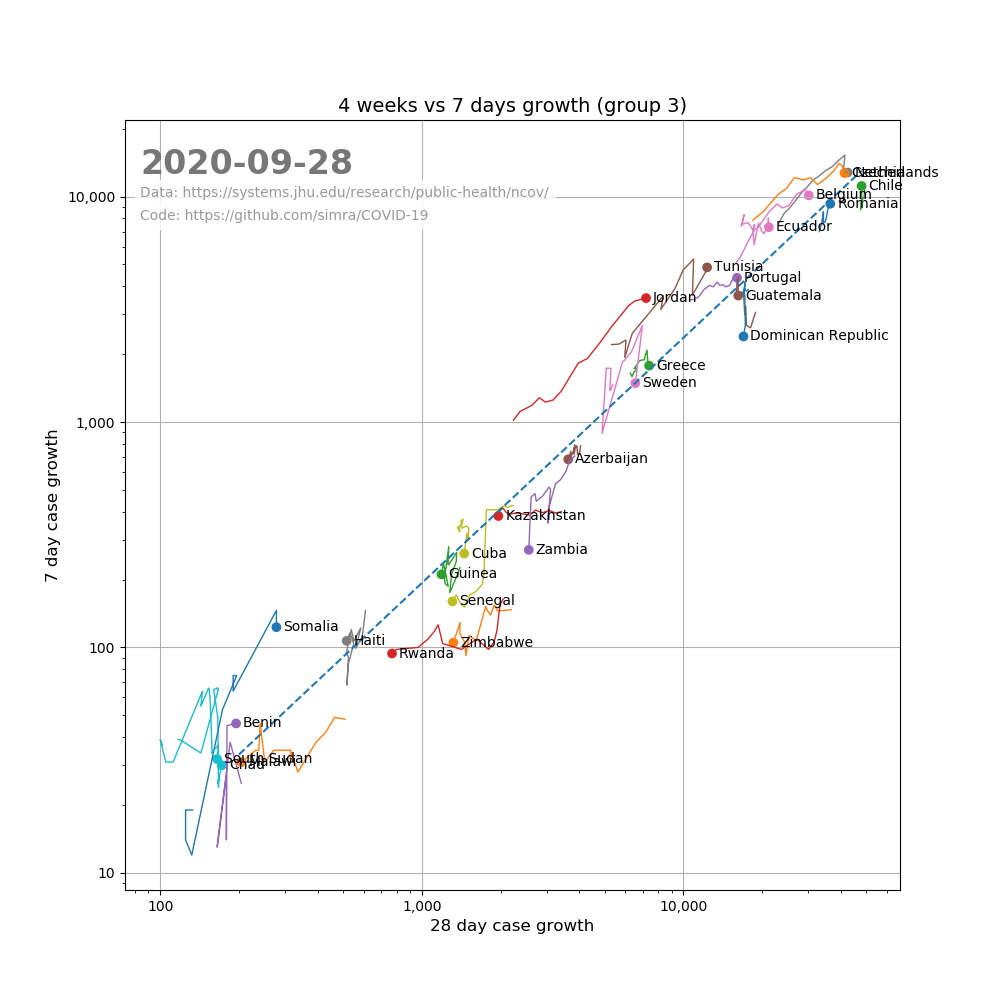 4 weeks vs 7 days growth (group 3)
2020-09-28
Data: https://systems.jhu.edu/research/public-health/ncov/
Code: https://github.com/simra/COVID-19
Netherlands
Chile
Belgium
Romania
Ecuador
Tunisia
Portugal
Guatemala
Jordan
Dominican Republic
Greece
Sweden
Azerbaijan
Kazakhstan
Zambia
Cuba
Guinea
Senegal
Somalia
Haiti
Zimbabwe
Rwanda
Benin
South Sudan
Malawi
Chad
10,000
1,000
100
10
7 day case growth
100
1,000
10,000
28 day case growth